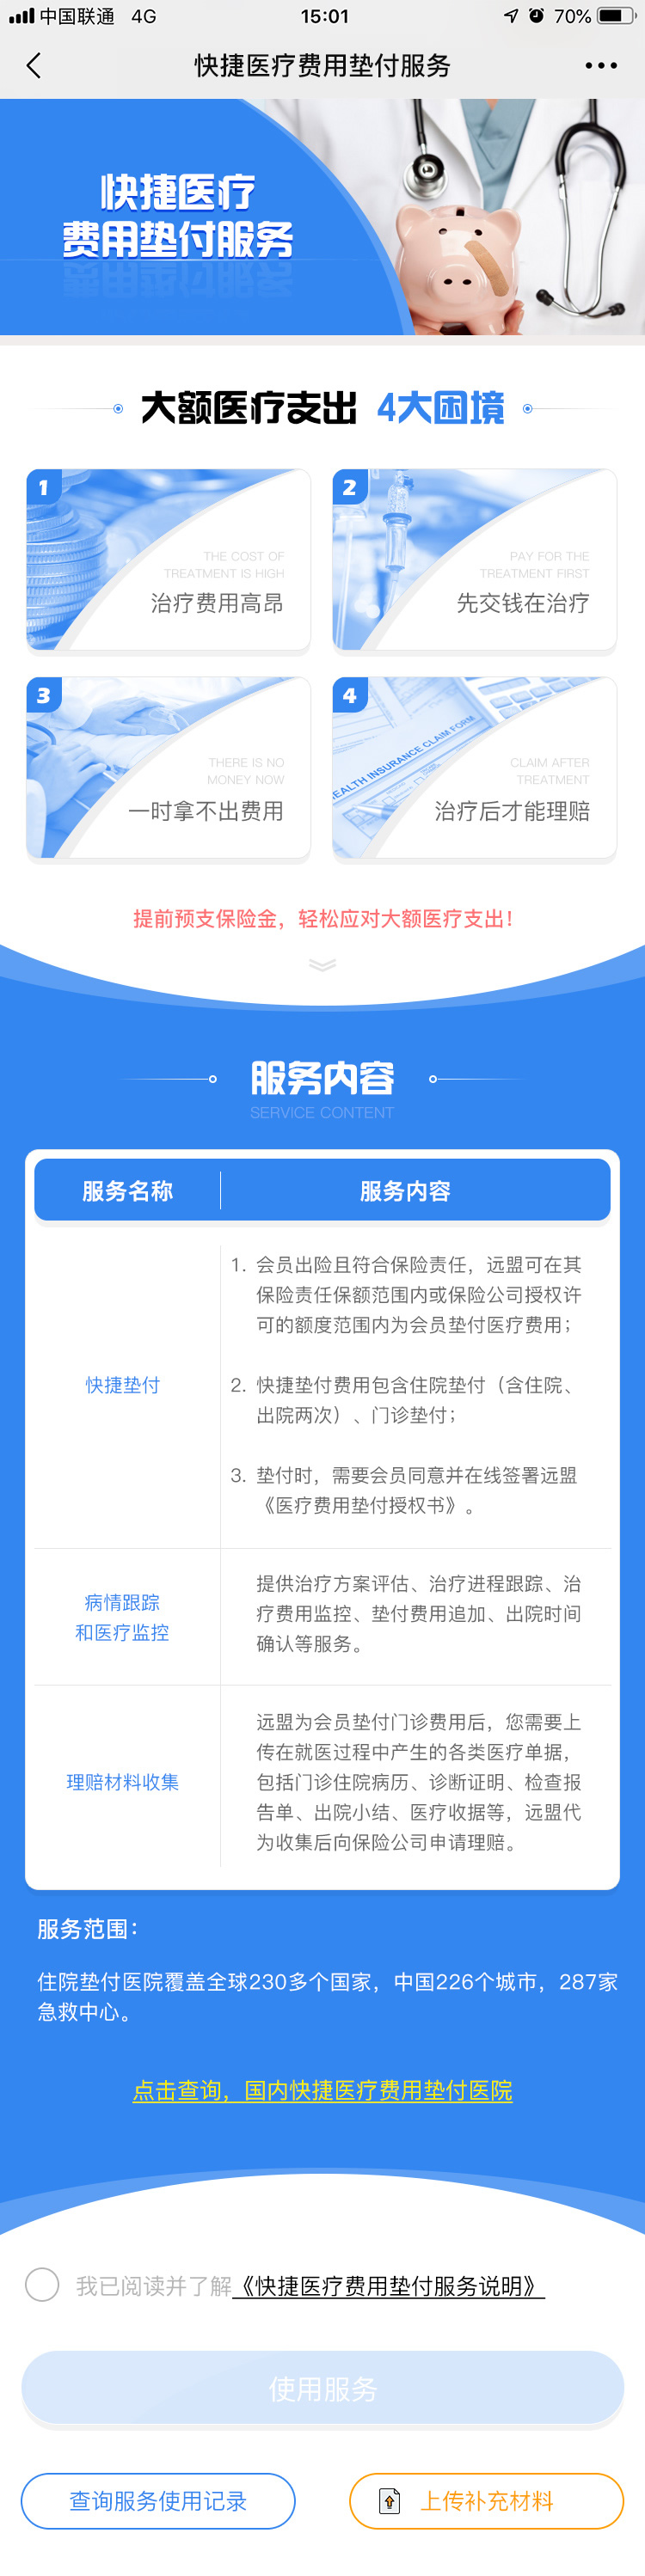 中国联通 4G 15:01 70%
快捷医疗费用垫付服务
快捷医疗
费用垫付服务
大额医疗支出 4大困境
1
THE COST OF
TREATMENT IS HIGH
治疗费用高昂
2
PAY FOR THE
TREATMENT FIRST
先交钱在治疗
3
THERE IS NO
MONEY NOW
一时拿不出费用
4
HEALTH INSURANCE CLAIM FORM
CLAIM AFTER
TREATMENT
治疗后才能理赔
提前预支保险金，轻松应对大额医疗支出！
服务内容
SERVICE CONTENT
服务名称 服务内容
快捷垫付
1. 会员出险且符合保险责任，远盟可在其
保险责任保额范围内或保险公司授权许
可的额度范围内为会员垫付医疗费用；
2. 快捷垫付费用包含住院垫付（含住院、
出院两次）、门诊垫付；
3. 垫付时，需要会员同意并在线签署远盟
《医疗费用垫付授权书》。
病情跟踪
和医疗监控
提供治疗方案评估、治疗进程跟踪、治
疗费用监控、垫付费用追加、出院时间
确认等服务。
理赔材料收集
远盟为会员垫付门诊费用后，您需要上
传在就医过程中产生的各类医疗单据，
包括门诊住院病历、诊断证明、检查报
告单、出院小结、医疗收据等，远盟代
为收集后向保险公司申请理赔。
服务范围：
住院垫付医院覆盖全球230多个国家，中国226个城市，287家
急救中心。
点击查询，国内快捷医疗费用垫付医院
我已阅读并了解《快捷医疗费用垫付服务说明》
使用服务
查询服务使用记录
上传补充材料